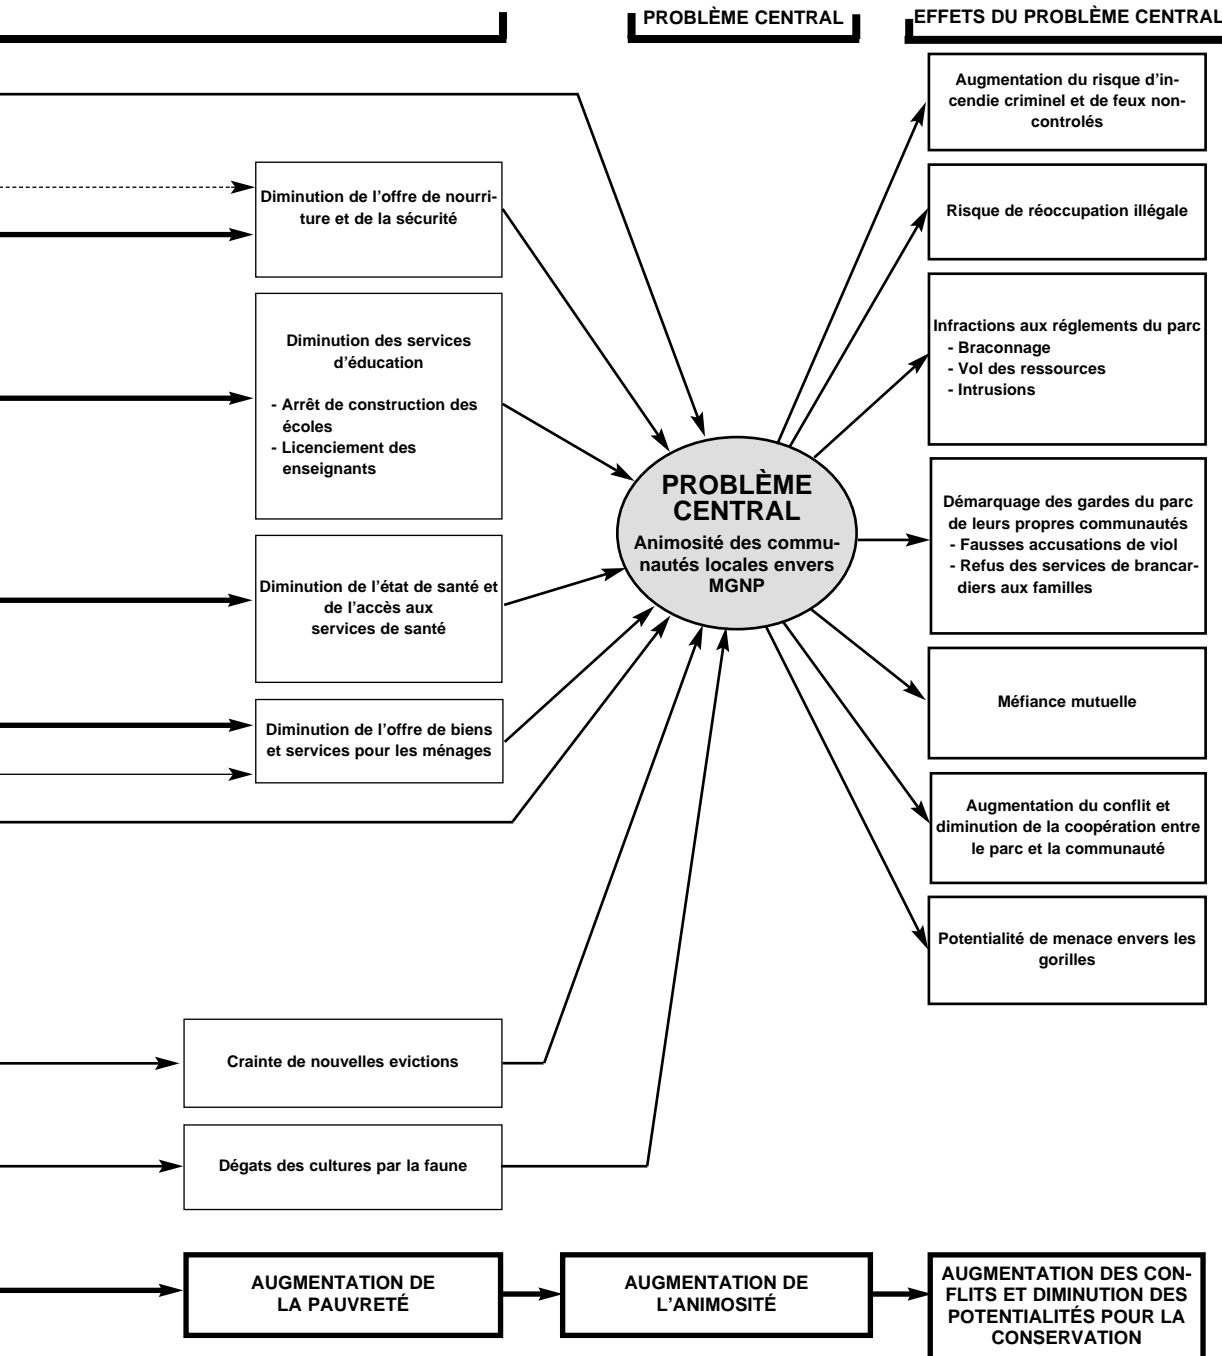 PROBLÈME CENTRAL
EFFETS DU PROBLÈME CENTRAL
Diminution de l’offre de nourri-
ture et de la sécurité
Diminution des services
d’éducation
- Arrêt de construction des
écoles
- Licenciement des
enseignants
Diminution de l’état de santé et
de l’accès aux
services de santé
Diminution de l’offre de biens
et services pour les ménages
Crainte de nouvelles evictions
Dégats des cultures par la faune
PROBLÈME
CENTRAL
Animosité des commu-
nautés locales envers
MGNP
Augmentation du risque d’in-
cendie criminel et de feux non-
controlés
Risque de réoccupation illégale
Infractions aux réglements du parc
- Braconnage
- Vol des ressources
- Intrusions
Démarquage des gardes du parc
de leurs propres communautés
- Fausses accusations de viol
- Refus des services de brancar-
diers aux familles
Méfiance mutuelle
Augmentation du conflit et
diminution de la coopération entre
le parc et la communauté
Potentialité de menace envers les
gorilles
AUGMENTATION DE
LA PAUVRETÉ
AUGMENTATION DE
L’ANIMOSITÉ
AUGMENTATION DES CON-
FLITS ET DIMINUTION DES
POTENTIALITÉS POUR LA
CONSERVATION